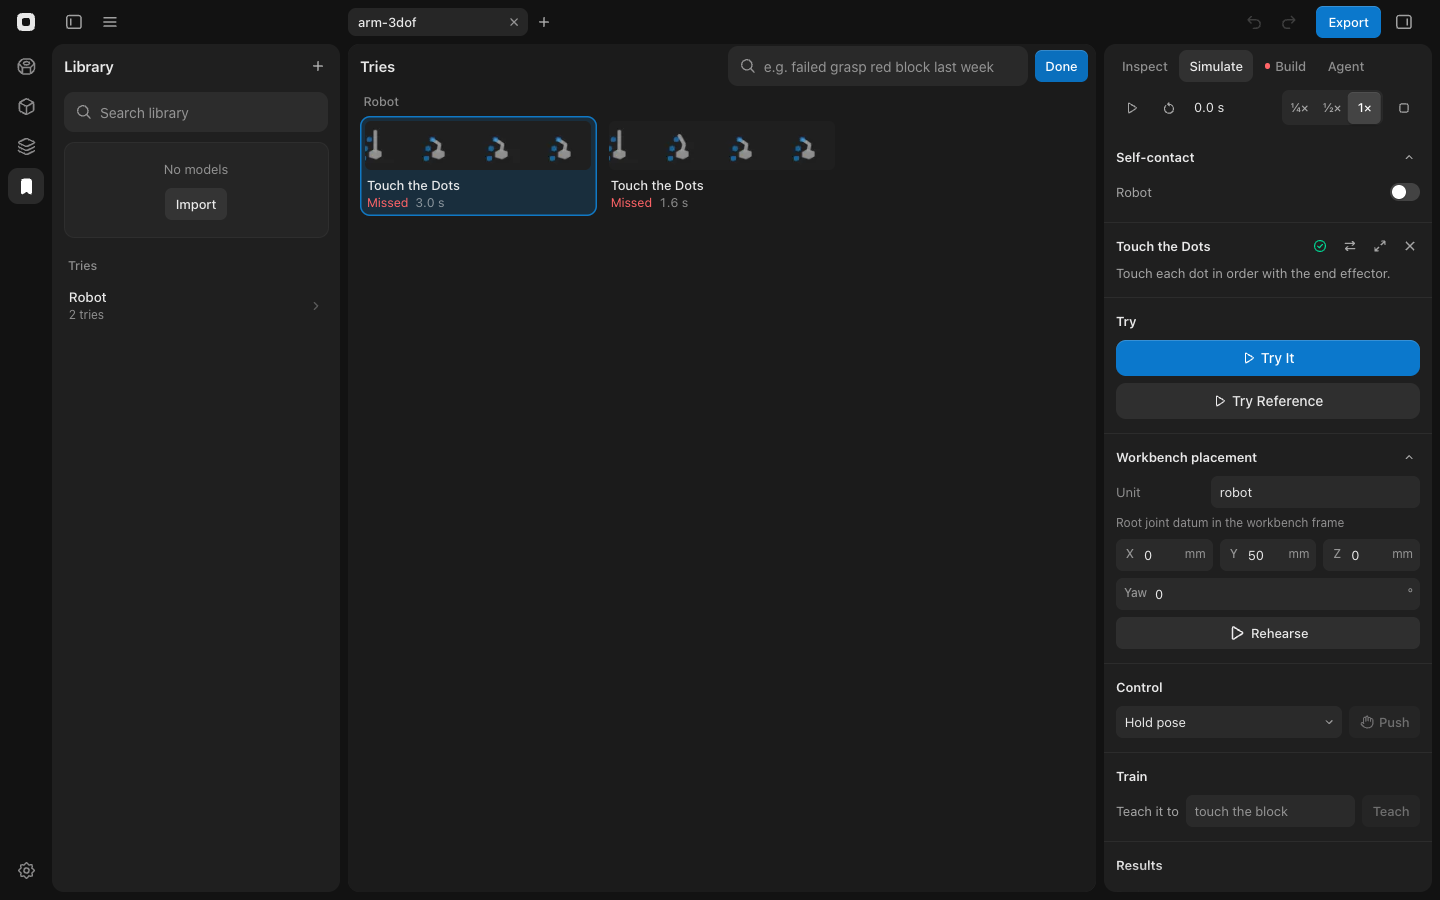 arm-3dof
Export
Library
Search library
No models
Import
Tries
Robot
2 tries
Tries
e.g. failed grasp red block last week
Done
Robot
Touch the Dots
Missed 3.0 s
Touch the Dots
Missed 1.6 s
Inspect
Simulate
Build
Agent
0.0 s
¼×
½×
1×
Self-contact
Robot
Touch the Dots
Touch each dot in order with the end effector.
Try
Try It
Try Reference
Workbench placement
Unit
robot
Root joint datum in the workbench frame
X 0 mm
Y 50 mm
Z 0 mm
Yaw 0 °
Rehearse
Control
Hold pose
Push
Train
Teach it to
touch the block
Teach
Results